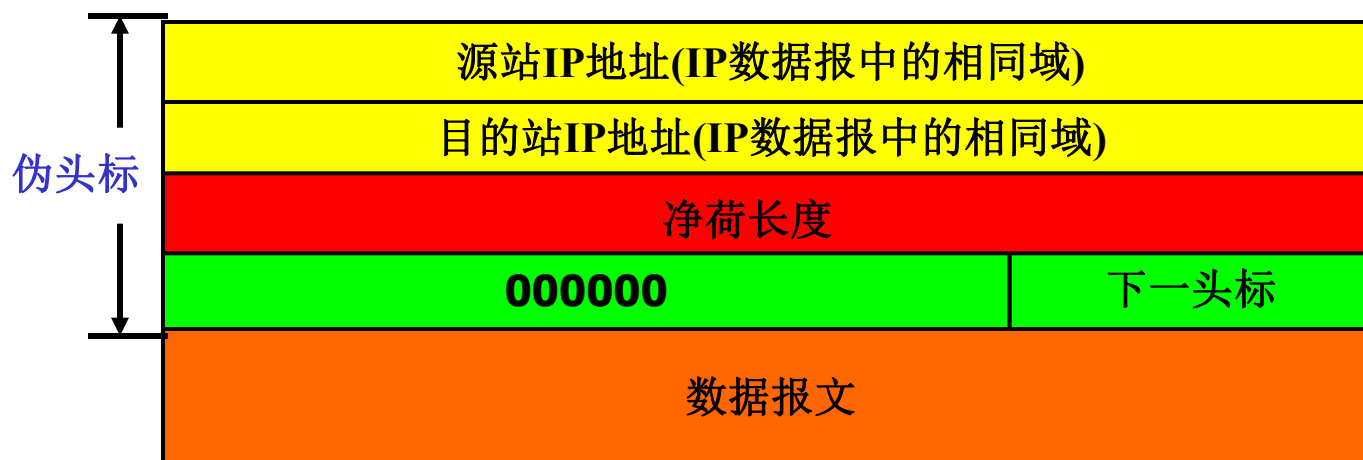 源站IP地址(IP数据报中的相同域)
目的站IP地址(IP数据报中的相同域)
伪头标
净荷长度
000000 下一头标
数据报文